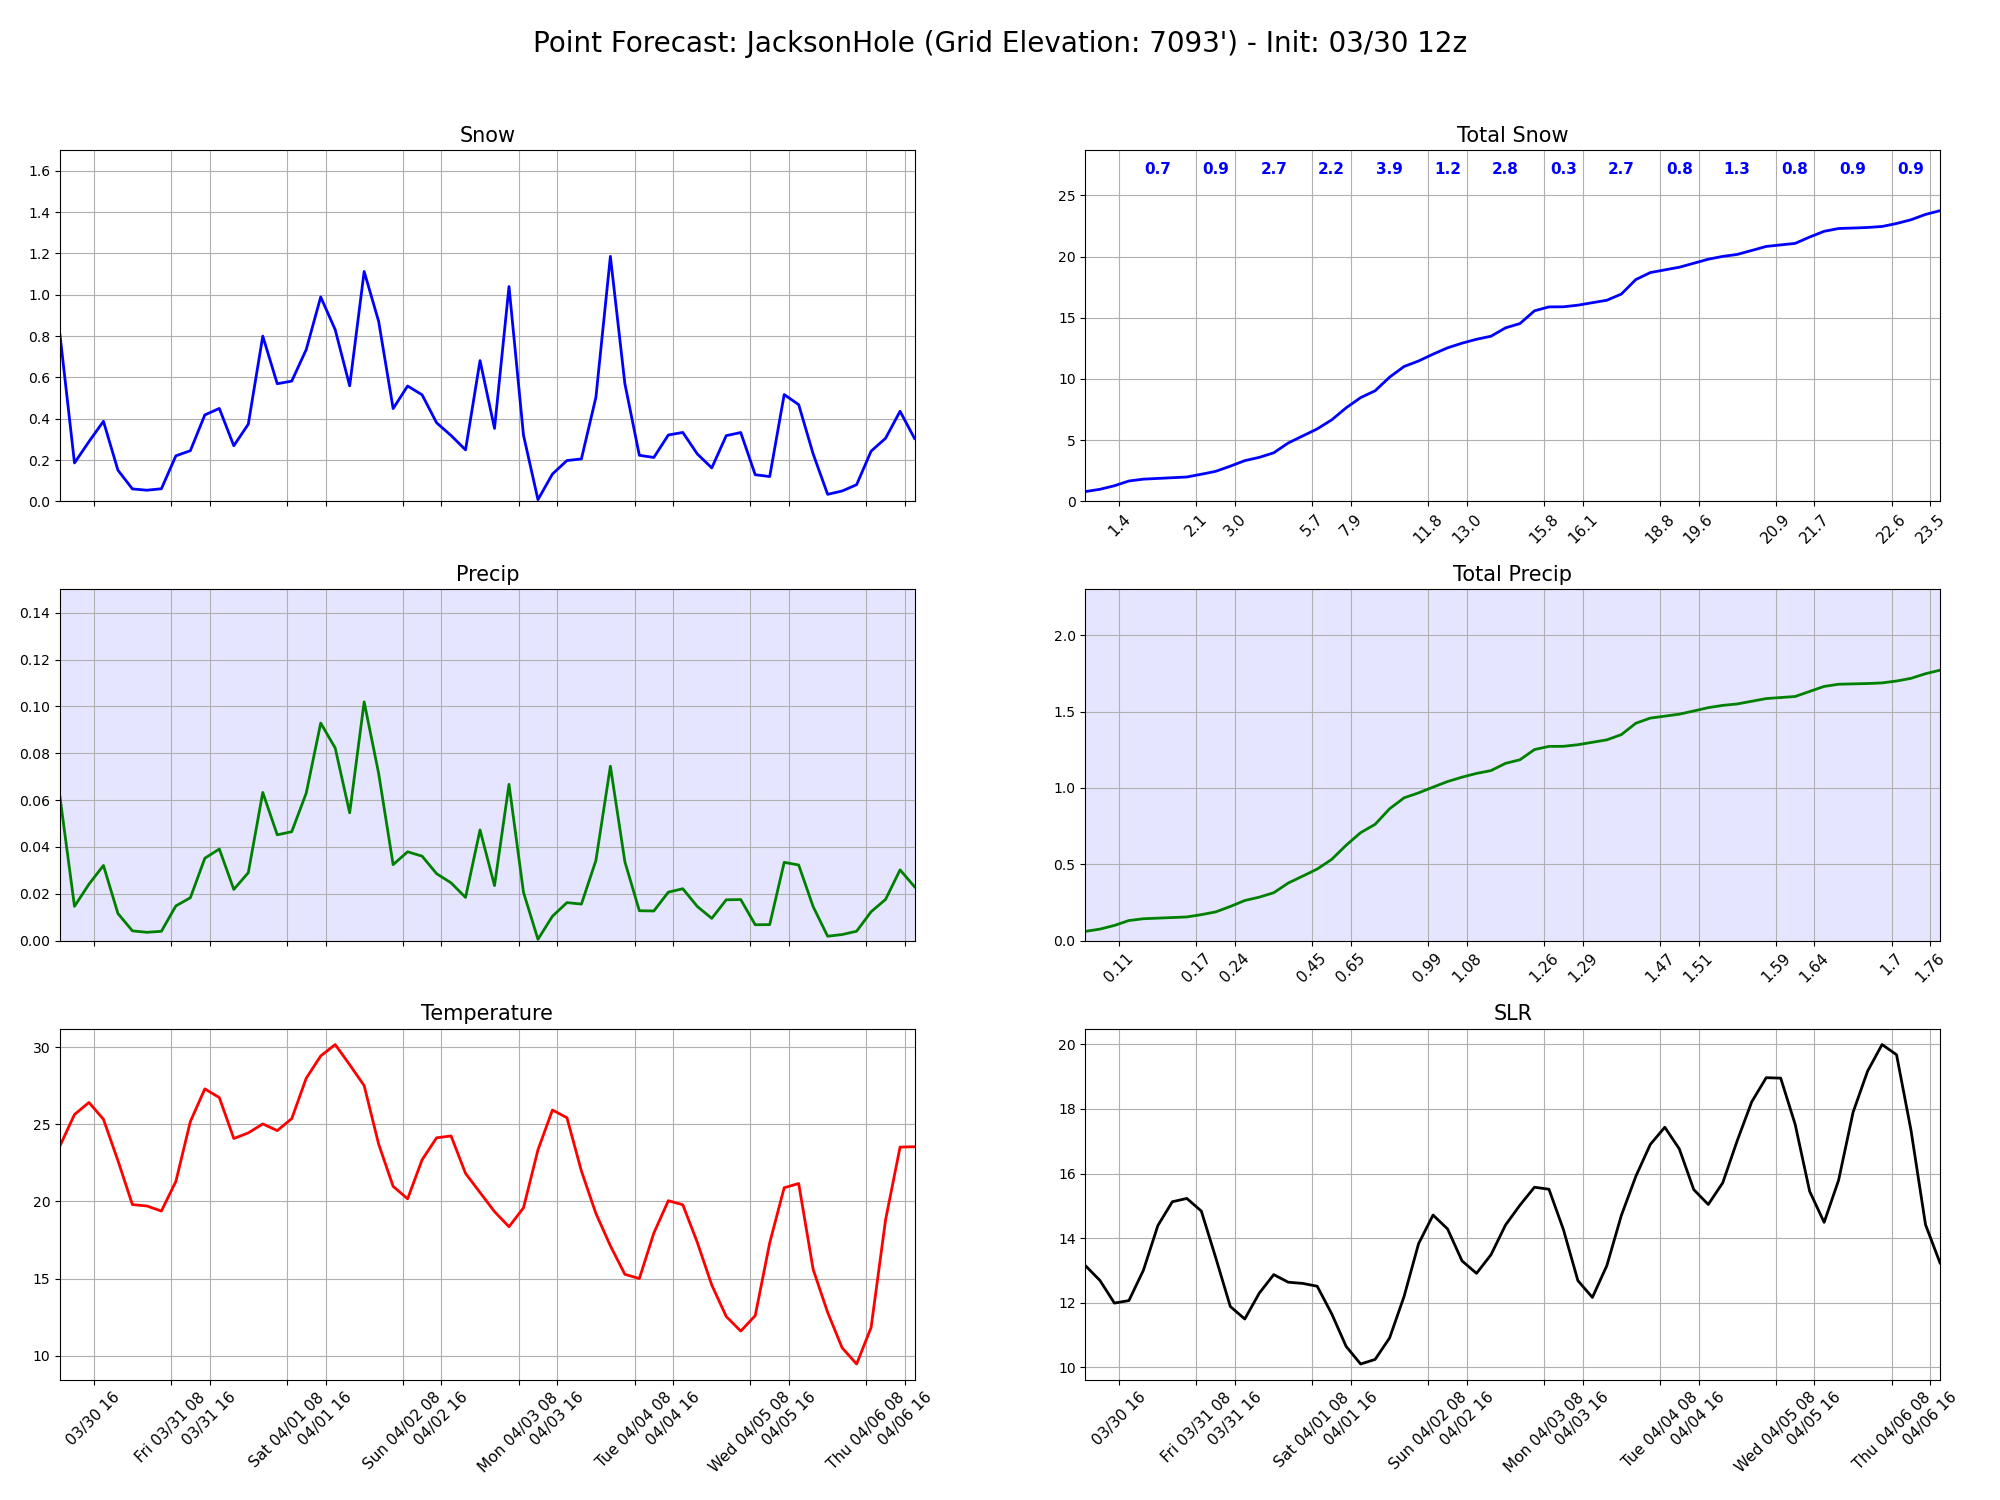 Point Forecast: JacksonHole (Grid Elevation: 7093') - Init: 03/30 12z
Snow
1.6
1.4
1.2
1.0
0.8
0.6
0.4
0.2
0.0
Total Snow
0.7 0.9 2.7 2.2 3.9 1.2 2.8 0.3 2.7 0.8 1.3 0.8 0.9 0.9
25
20
15
10
5
0
1.4 2.1 3.0 5.7 7.9 11.8 13.0 15.8 16.1 18.8 19.6 20.9 21.7 22.6 23.5
Precip
0.14
0.12
0.10
0.08
0.06
0.04
0.02
0.00
Total Precip
2.0
1.5
1.0
0.5
0.0
0.11 0.17 0.24 0.45 0.65 0.99 1.08 1.26 1.29 1.47 1.51 1.59 1.64 1.7 1.76
Temperature
30
25
20
15
10
03/30 16
Fri 03/31 08
03/31 16
Sat 04/01 08
04/01 16
Sun 04/02 08
04/02 16
Mon 04/03 08
04/03 16
Tue 04/04 08
04/04 16
Wed 04/05 08
04/05 16
Thu 04/06 08
04/06 16
SLR
20
18
16
14
12
10
03/30 16
Fri 03/31 08
03/31 16
Sat 04/01 08
04/01 16
Sun 04/02 08
04/02 16
Mon 04/03 08
04/03 16
Tue 04/04 08
04/04 16
Wed 04/05 08
04/05 16
Thu 04/06 08
04/06 16